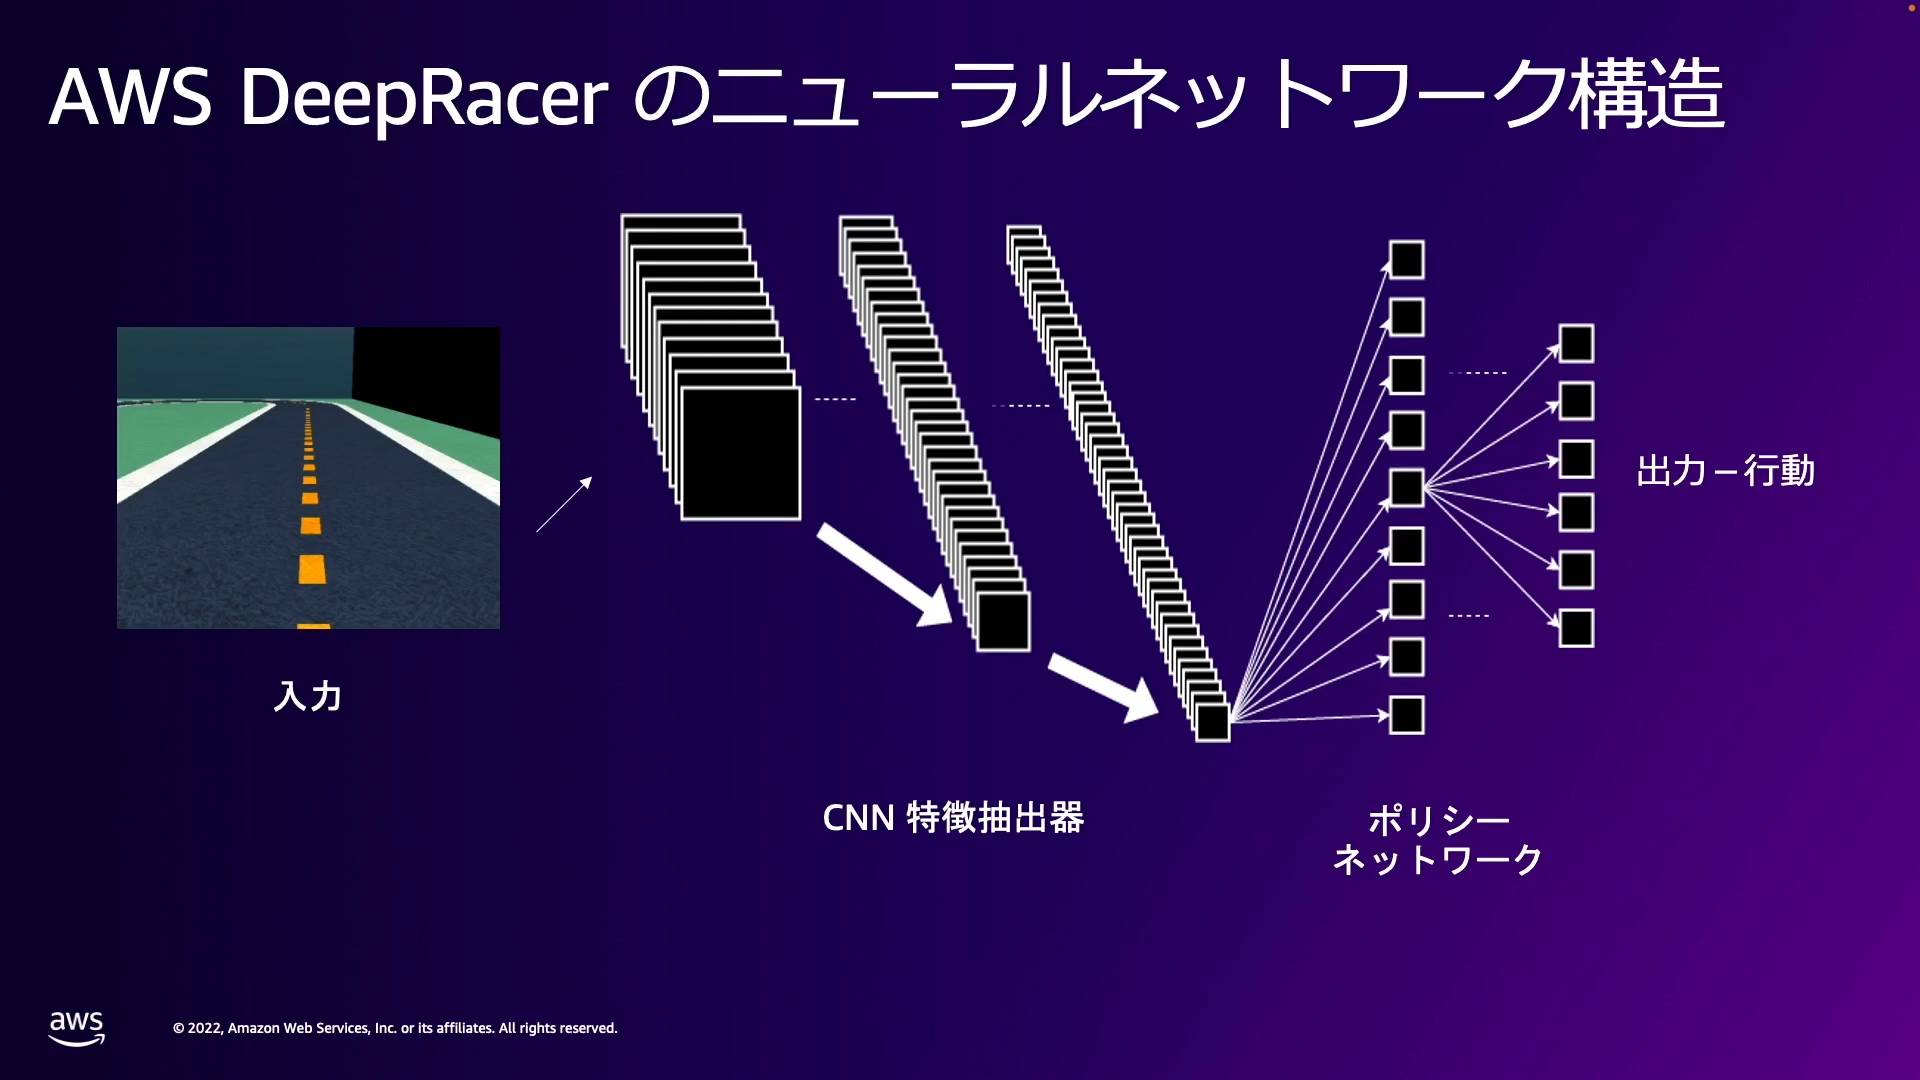 AWS DeepRacer のニューラルネットワーク構造
入力
CNN 特徴抽出器
ポリシー
ネットワーク
出力 – 行動
aws
© 2022, Amazon Web Services, Inc. or its affiliates. All rights reserved.